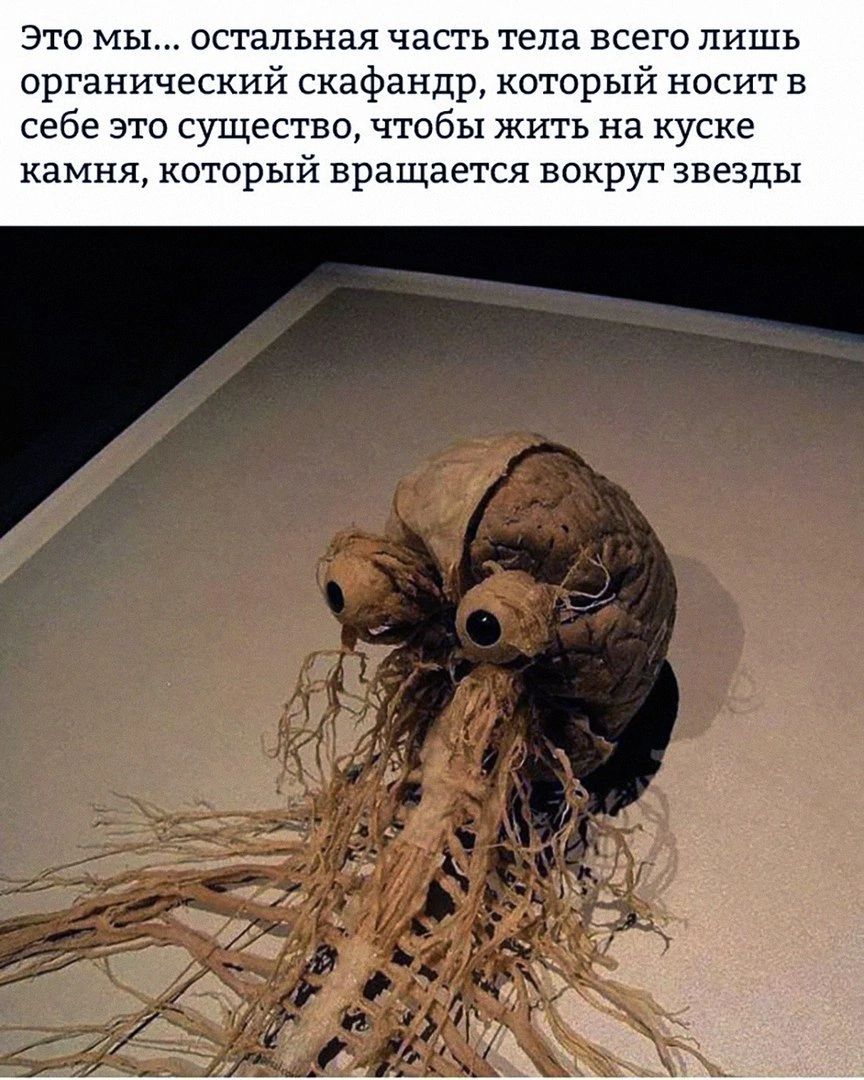 Это мы... остальная часть тела всего лишь
органический скафандр, который носит в
себе это существо, чтобы жить на куске
камня, который вращается вокруг звезды